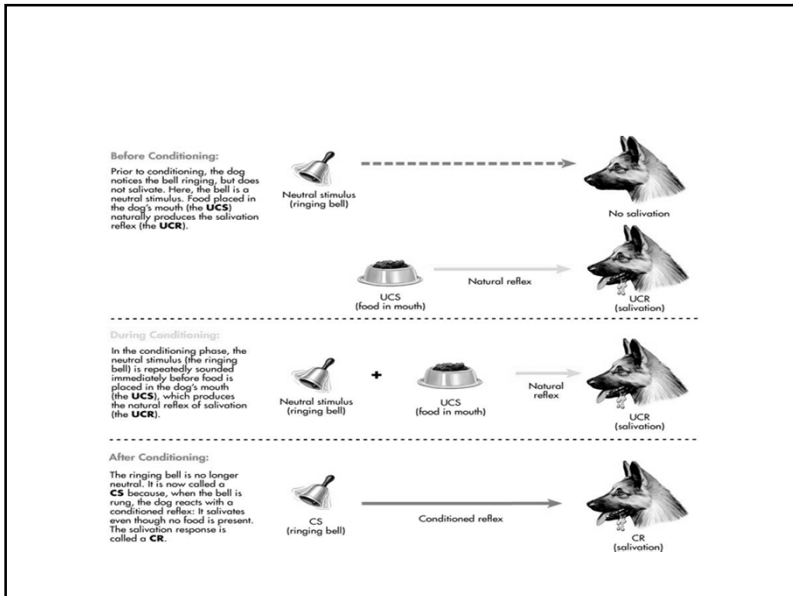 Before Conditioning:
Prior to conditioning, the dog
notices the bell ringing, but does
not salivate. Here, the bell is a
neutral stimulus. Food placed in
the dog's mouth (the UCS)
naturally produces the salivation
reflex (the UCR).
Neutral stimulus
(ringing bell)
No salivation
UCS
(food in mouth)
Natural reflex
UCR
(salivation)
During Conditioning:
In the conditioning phase, the
neutral stimulus (the ringing
bell) is repeatedly sounded
immediately before food is
placed in the dog's mouth
(the UCS), which produces
the natural reflex of salivation
(the UCR).
Neutral stimulus
(ringing bell)
+
UCS
(food in mouth)
Natural
reflex
UCR
(salivation)
After Conditioning:
The ringing bell is no longer
neutral. It is now called a
CS because, when the bell is
rung, the dog reacts with a
conditioned reflex: It salivates
even though no food is present.
The salivation response is
called a CR.
CS
(ringing bell)
Conditioned reflex
CR
(salivation)